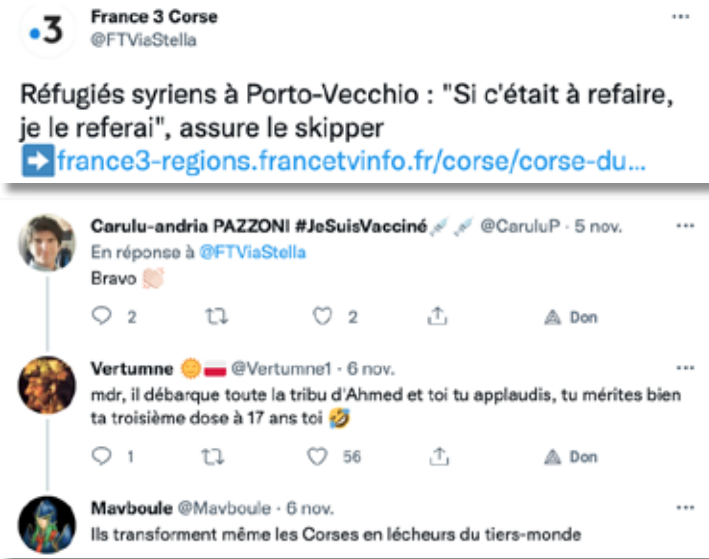 3
France 3 Corse
@FTViaStella
Réfugiés syriens à Porto-Vecchio : "Si c'était à refaire,
je le referai", assure le skipper
➡france3-regions.francetvinfo.fr/corse/corse-du...
Carulu-andria PAZZONI #JeSuisVacciné💉💉 @CaruluP · 5 nov.
En réponse à @FTViaStella
Bravo 👏🏻
2 2 Don
Vertumne 🌞🇵🇱 @Vertumne1 · 6 nov.
mdr, il débarque toute la tribu d'Ahmed et toi tu applaudis, tu mérites bien
ta troisième dose à 17 ans toi 🤣
1 56 Don
Mavboule @Mavboule · 6 nov.
Ils transforment même les Corses en lécheurs du tiers-monde